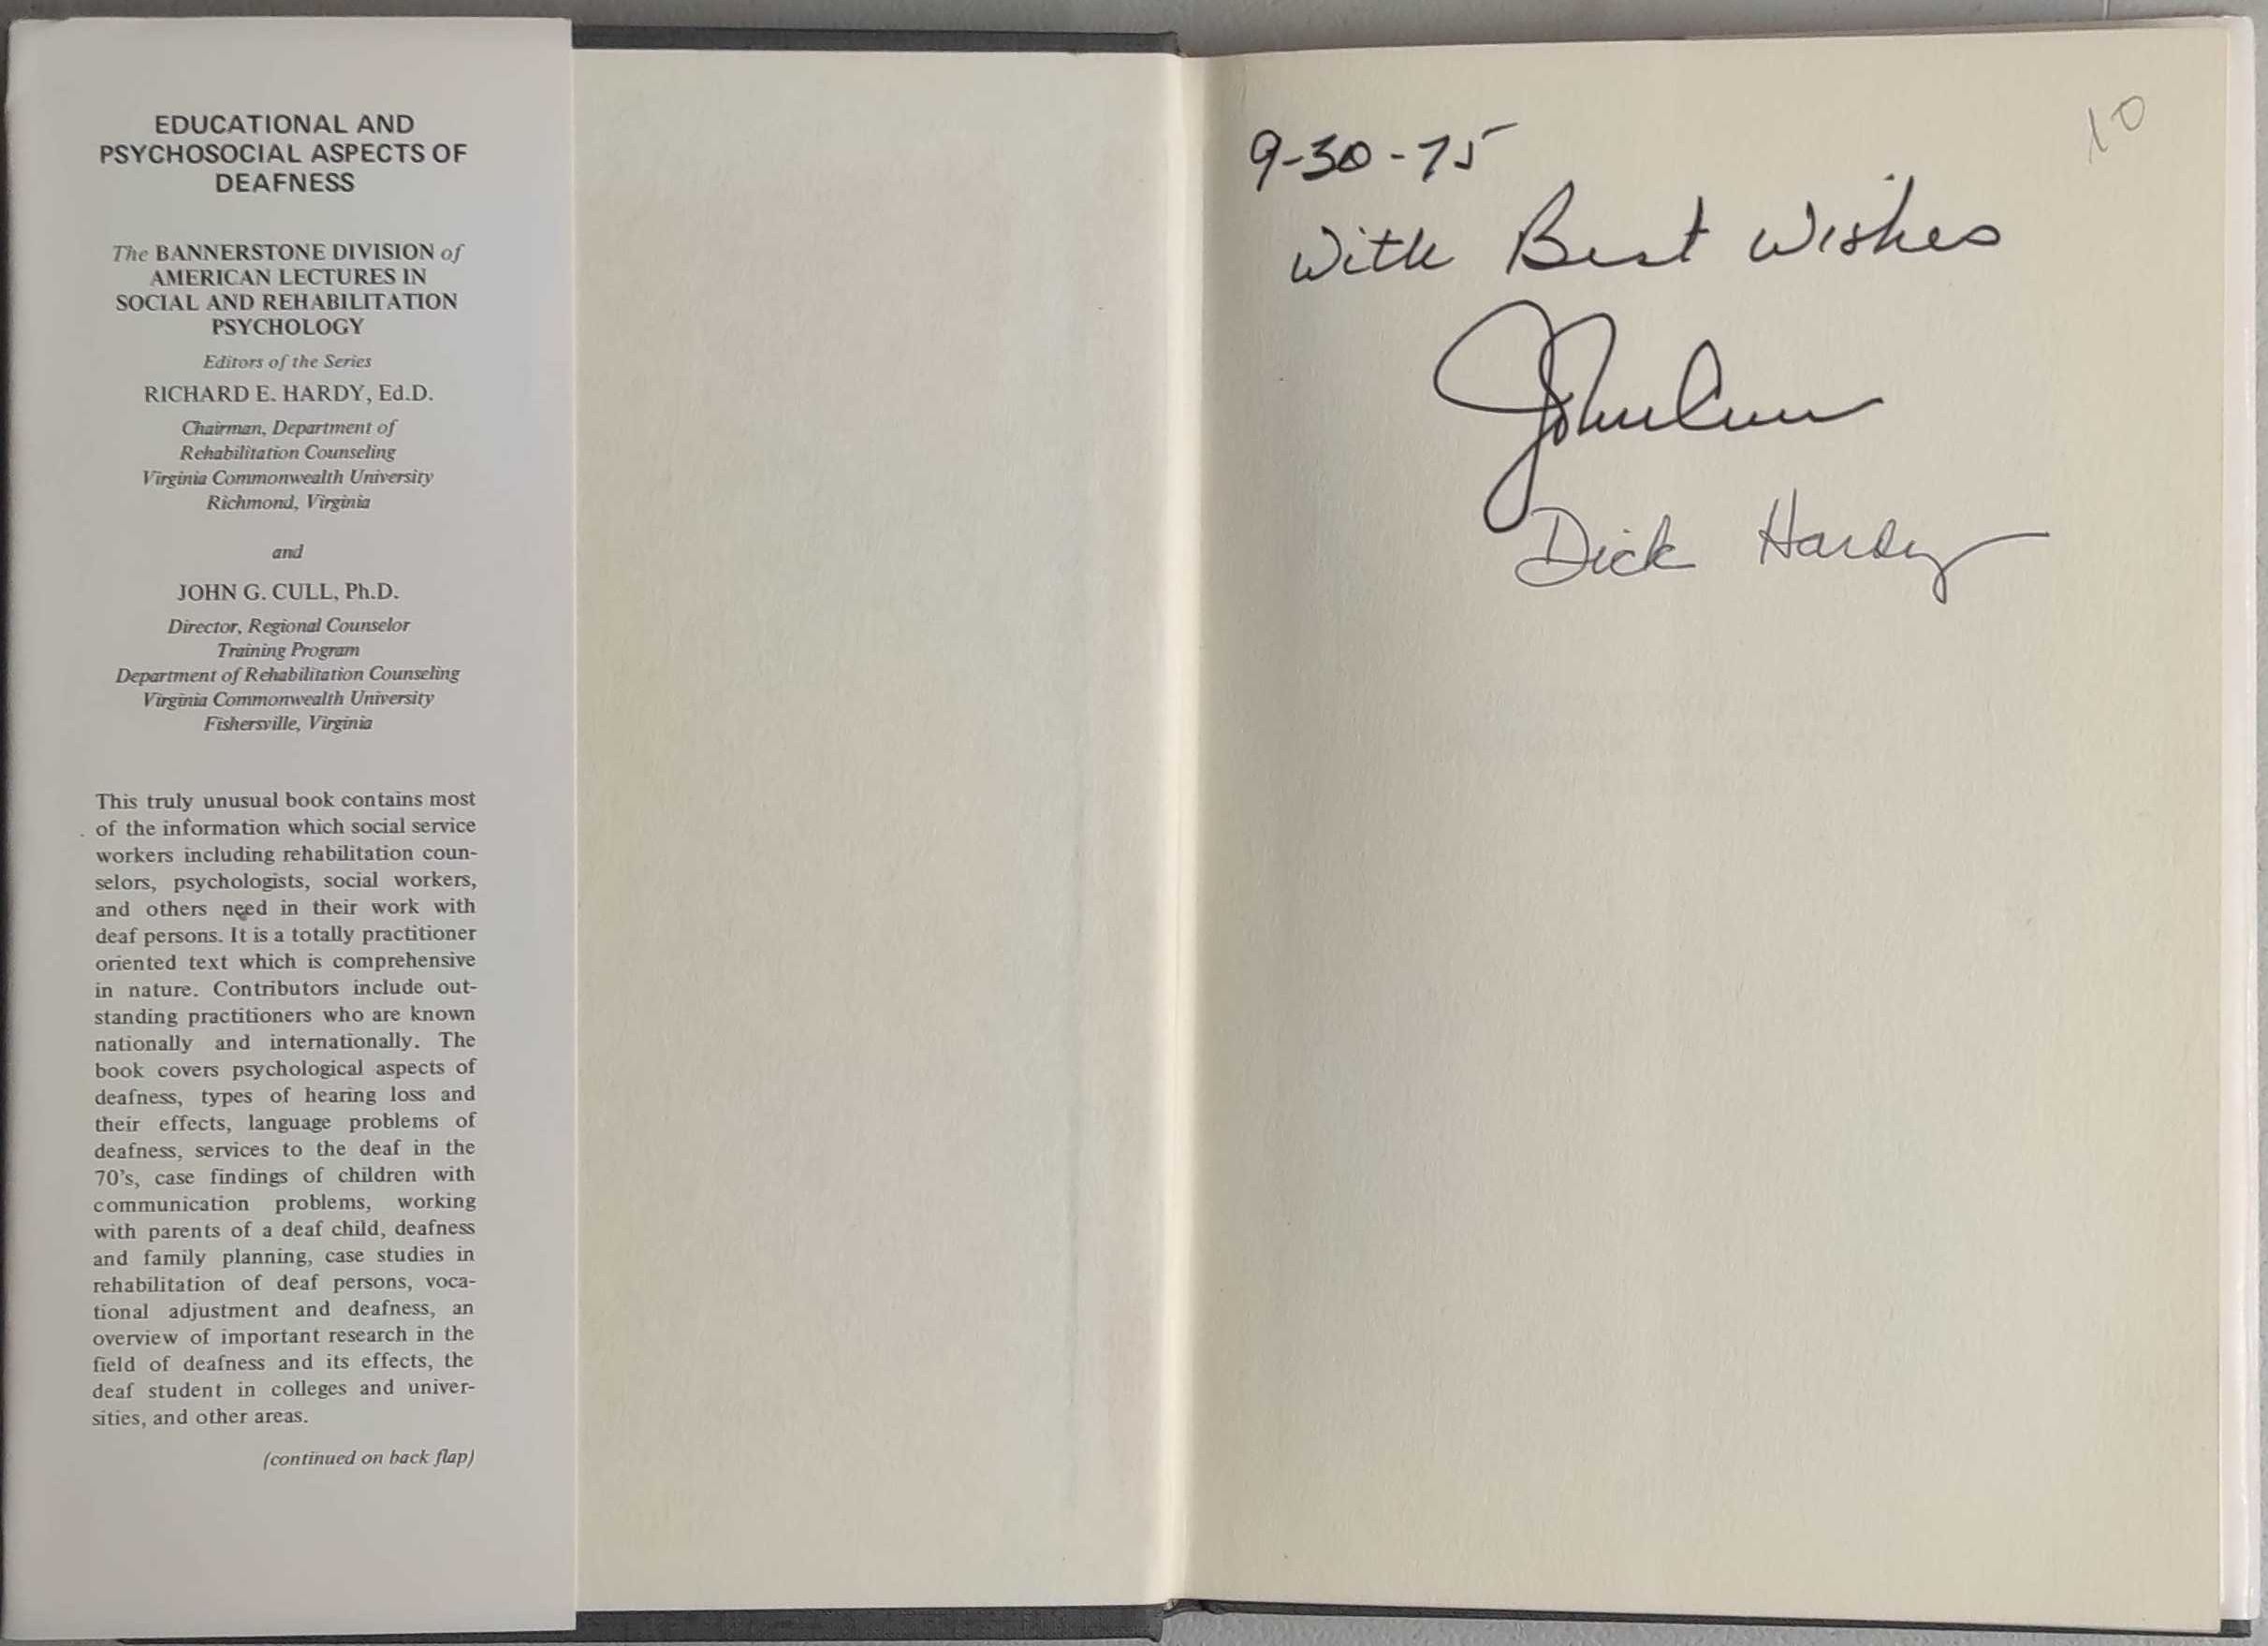 EDUCATIONAL AND
PSYCHOSOCIAL ASPECTS OF
DEAFNESS
The BANNERSTONE DIVISION of
AMERICAN LECTURES IN
SOCIAL AND REHABILITATION
PSYCHOLOGY
Editors of the Series
RICHARD E. HARDY, Ed.D.
Chairman, Department of
Rehabilitation Counseling
Virginia Commonwealth University
Richmond, Virginia
and
JOHN G. CULL, Ph.D.
Director, Regional Counselor
Training Program
Department of Rehabilitation Counseling
Virginia Commonwealth University
Fishersville, Virginia
This truly unusual book contains most
of the information which social service
workers including rehabilitation coun-
selors, psychologists, social workers,
and others need in their work with
deaf persons. It is a totally practitioner
oriented text which is comprehensive
in nature. Contributors include out-
standing practitioners who are known
nationally and internationally. The
book covers psychological aspects of
deafness, types of hearing loss and
their effects, language problems of
deafness, services to the deaf in the
70's, case findings of children with
communication problems, working
with parents of a deaf child, deafness
and family planning, case studies in
rehabilitation of deaf persons, voca-
tional adjustment and deafness, an
overview of important research in the
field of deafness and its effects, the
deaf student in colleges and univer-
sities, and other areas.
(continued on back flap)
10
9-30-75
With Best Wishes
John Cull
Dick Hardy